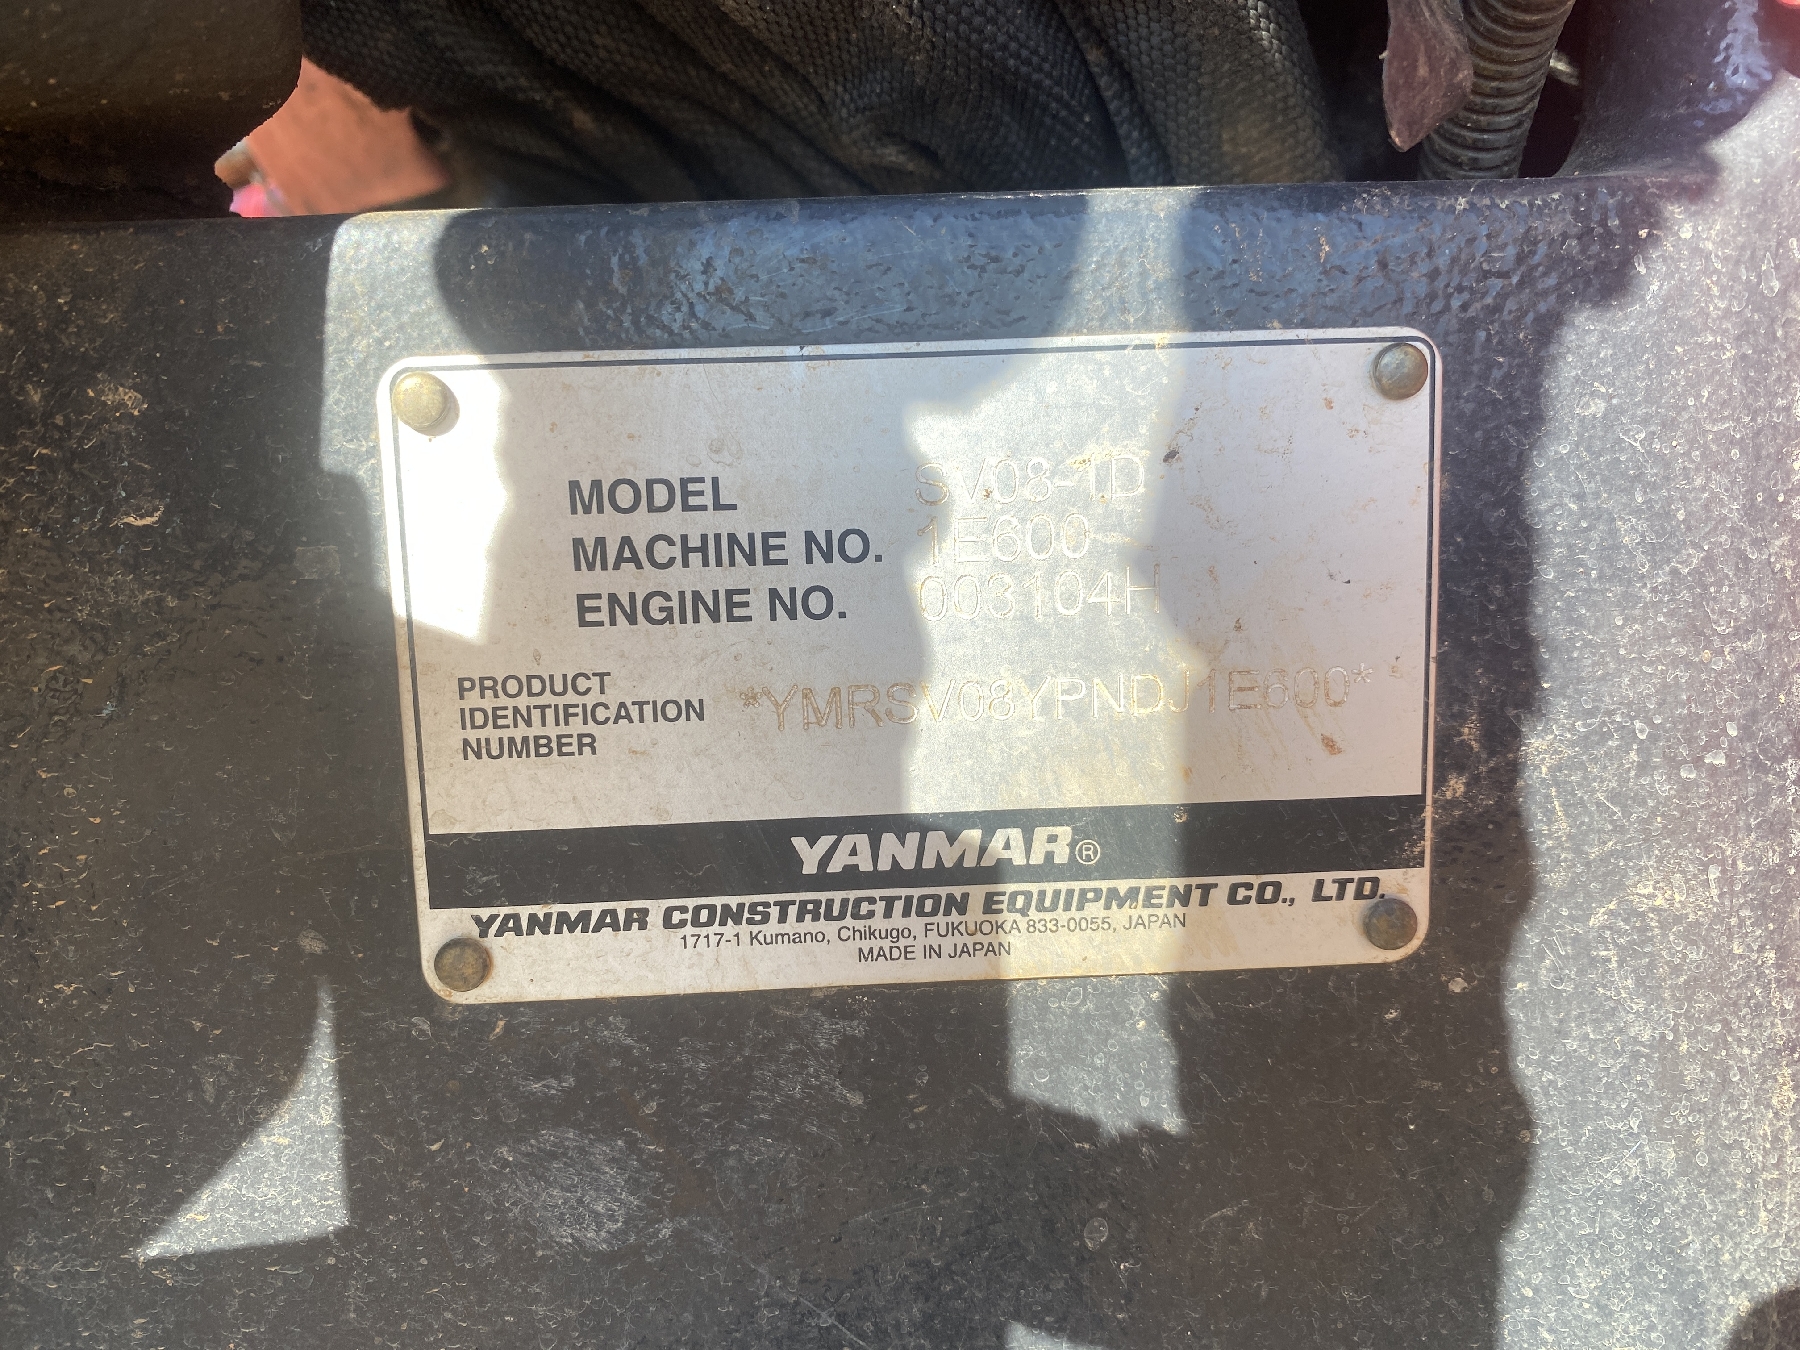 MODEL SV08-1D
MACHINE NO. 1E600
ENGINE NO. 003104H
PRODUCT
IDENTIFICATION
NUMBER
*YMRSV08YPNDJ1E600*
YANMAR®
YANMAR CONSTRUCTION EQUIPMENT CO., LTD.
1717-1 Kumano, Chikugo, FUKUOKA 833-0055, JAPAN
MADE IN JAPAN